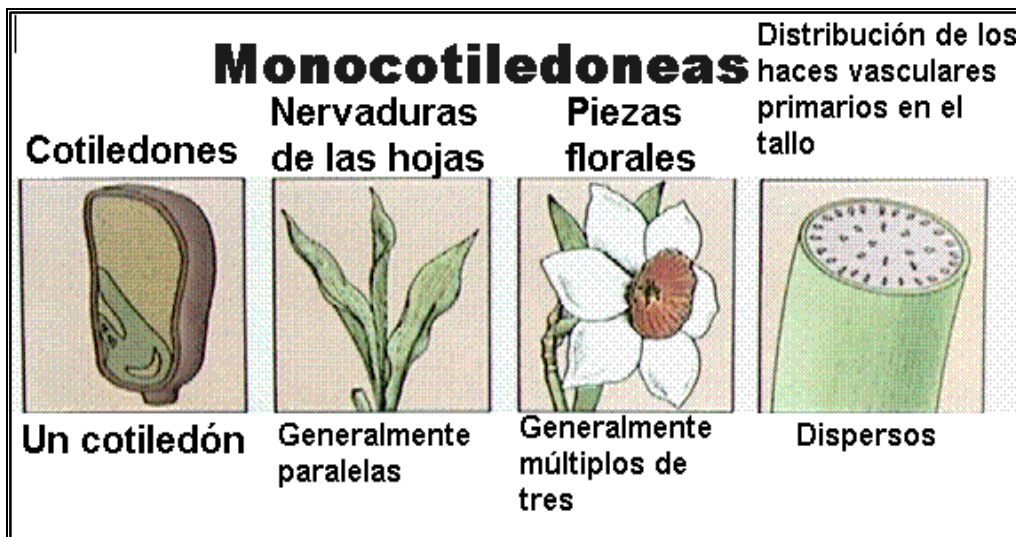 Monocotiledoneas
Cotiledones
Un cotiledón
Nervaduras
de las hojas
Generalmente
paralelas
Piezas
florales
Generalmente
múltiplos de
tres
Distribución de los
haces vasculares
primarios en el
tallo
Dispersos